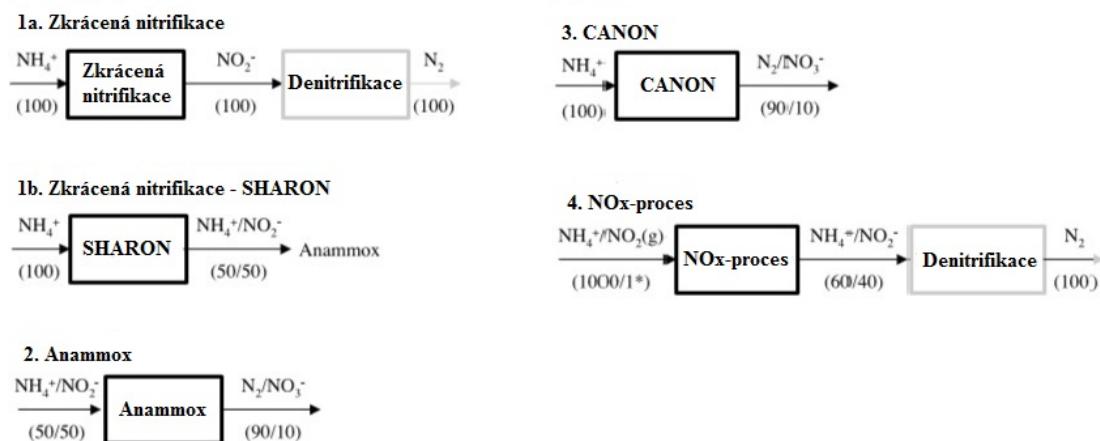 1a. Zkrácená nitrifikace
NH₄⁺
Zkrácená
nitrifikace
(100)
NO₂⁻
(100)
Denitrifikace
N₂
(100)
1b. Zkrácená nitrifikace - SHARON
NH₄⁺
(100)
SHARON
NH₄⁺/NO₂⁻
(50/50)
Anammox
2. Anammox
NH₄⁺/NO₂⁻
(50/50)
Anammox
N₂/NO₃⁻
(90/10)
3. CANON
NH₄⁺
(100)
CANON
N₂/NO₃⁻
(90/10)
4. NOx-proces
NH₄⁺/NO₂(g)
(1000/1*)
NOx-proces
NH₄⁺/NO₂⁻
(60/40)
Denitrifikace
N₂
(100)